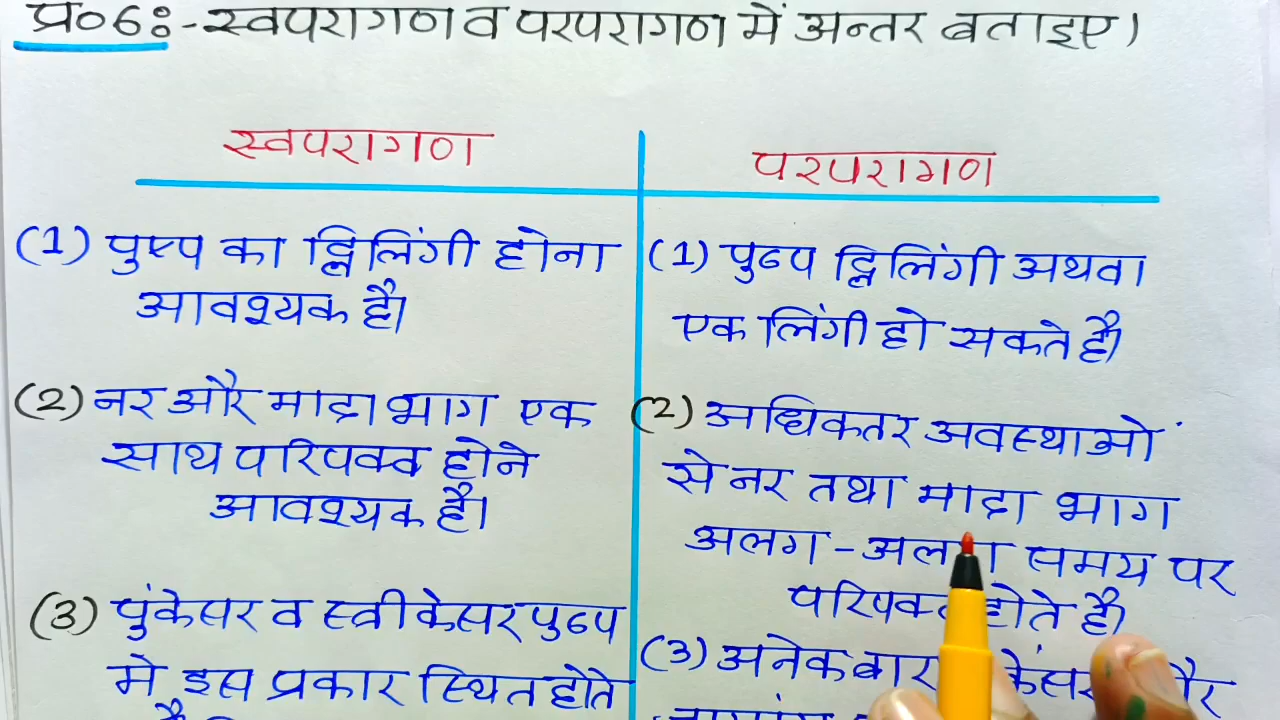 प्र०6:-स्वपरागण व परपरागण में अन्तर बताइए।
स्वपरागण
(1) पुष्प का द्विलिंगी होना
आवश्यक है।
(2) नर और मादा भाग एक
साथ परिपक्व होने
आवश्यक है।
(3) पुंकेसर व स्त्रीकेसर पुष्प
मे इस प्रकार स्थित होते
परपरागण
(1) पुष्प द्विलिंगी अथवा
एक लिंगी हो सकते है।
(2) अधिकतर अवस्थाओं
से नर तथा मादा भाग
अलग-अलग समय पर
परिपक्व होते है।
(3) अनेक बार